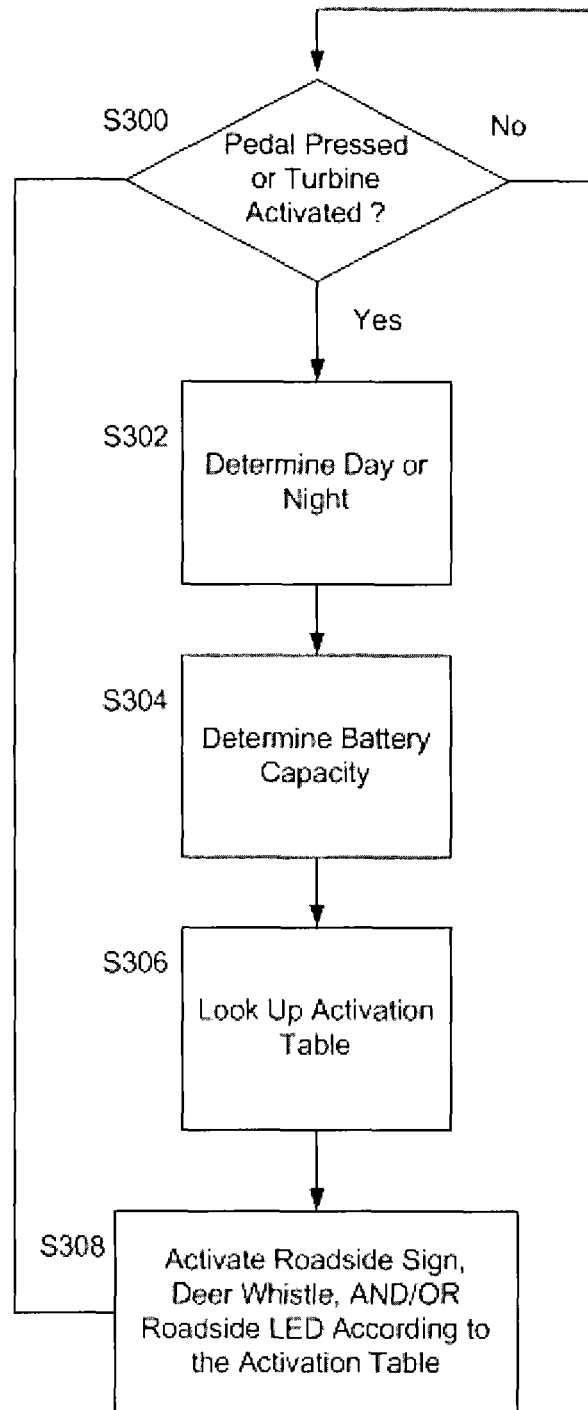 S300
Pedal Pressed
or Turbine
Activated ?
No
Yes
S302
Determine Day or
Night
S304
Determine Battery
Capacity
S306
Look Up Activation
Table
S308
Activate Roadside Sign,
Deer Whistle, AND/OR
Roadside LED According to
the Activation Table